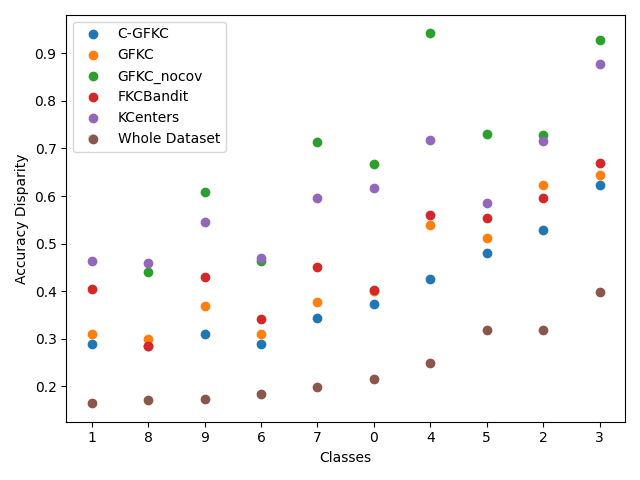 C-GFKC
GFKC
GFKC_nocov
FKCBandit
KCenters
Whole Dataset
Accuracy Disparity
0.9
0.8
0.7
0.6
0.5
0.4
0.3
0.2
1 8 9 6 7 0 4 5 2 3
Classes